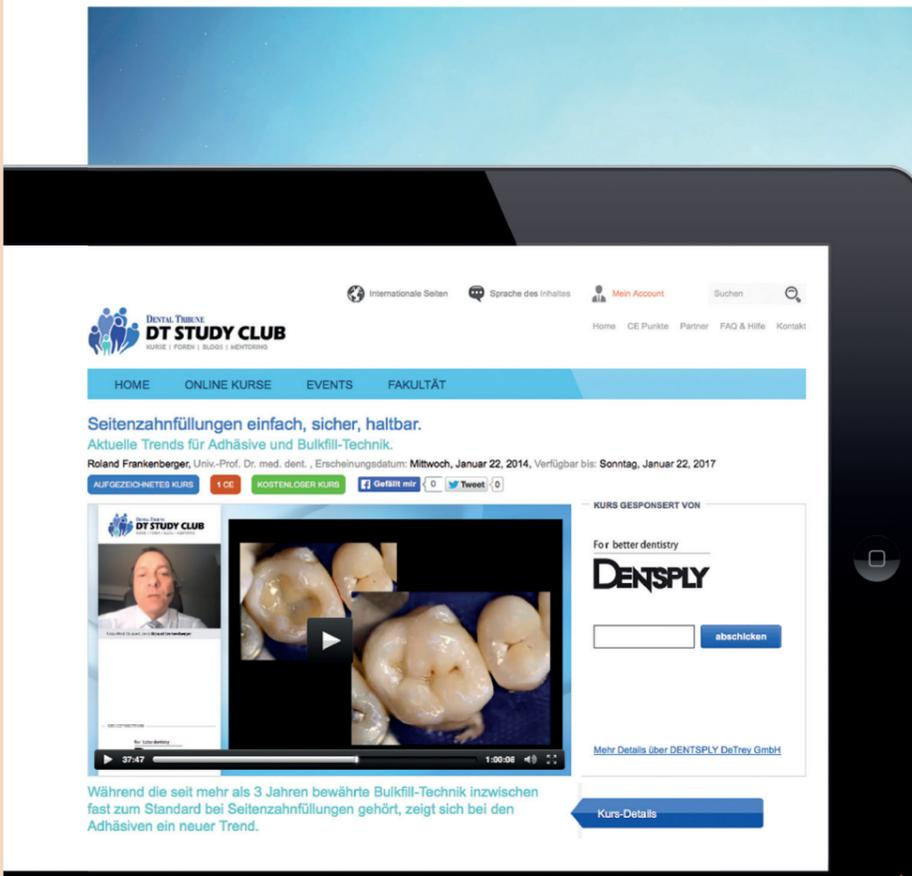 Internationale Seiten
Sprache des Inhaltes
Mein Account
Suchen
DENTAL TRIBUNE
DT STUDY CLUB
KURSE | FOREN | BLOGS | MENTORING
Home CE Punkte Partner FAQ & Hilfe Kontakt
HOME ONLINE KURSE EVENTS FAKULTÄT
Seitenzahnfüllungen einfach, sicher, haltbar.
Aktuelle Trends für Adhäsive und Bulkfill-Technik.
Roland Frankenberger, Univ.-Prof. Dr. med. dent. , Erscheinungsdatum: Mittwoch, Januar 22, 2014, Verfügbar bis: Sonntag, Januar 22, 2017
AUFGEZEICHNETES KURS 1 CE KOSTENLOSER KURS Gefällt mir 0 Tweet 0
DENTAL TRIBUNE
DT STUDY CLUB
For better dentistry
37:47 1:00:06
KURS GESPONSERT VON
For better dentistry
DENTSPLY
abschicken
Mehr Details über DENTSPLY DeTrey GmbH
Während die seit mehr als 3 Jahren bewährte Bulkfill-Technik inzwischen
fast zum Standard bei Seitenzahnfüllungen gehört, zeigt sich bei den
Adhäsiven ein neuer Trend.
Kurs-Details